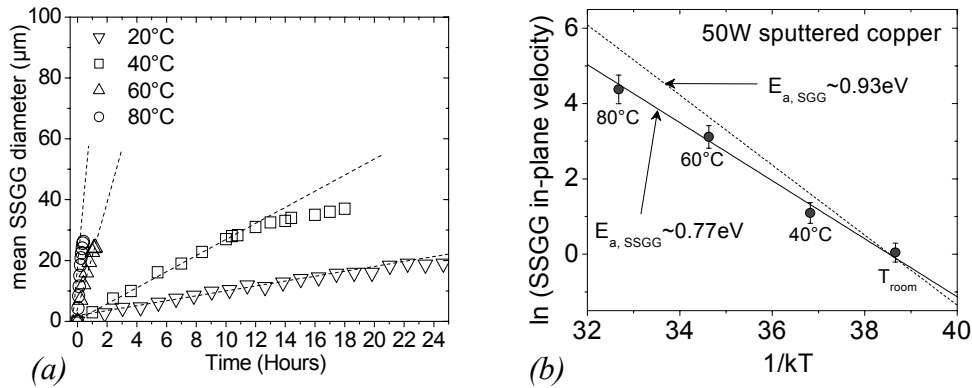 mean SSGG diameter (μm)
100
80
60
40
20
0
20°C
40°C
60°C
80°C
0 2 4 6 8 10 12 14 16 18 20 22 24
Time (Hours)
(a)
ln (SSGG in-plane velocity)
6
4
2
0
50W sputtered copper
E a, SGG ~0.93eV
80°C
60°C
E a, SSGG ~0.77eV
40°C
T room
32 34 36 38 40
1/kT
(b)